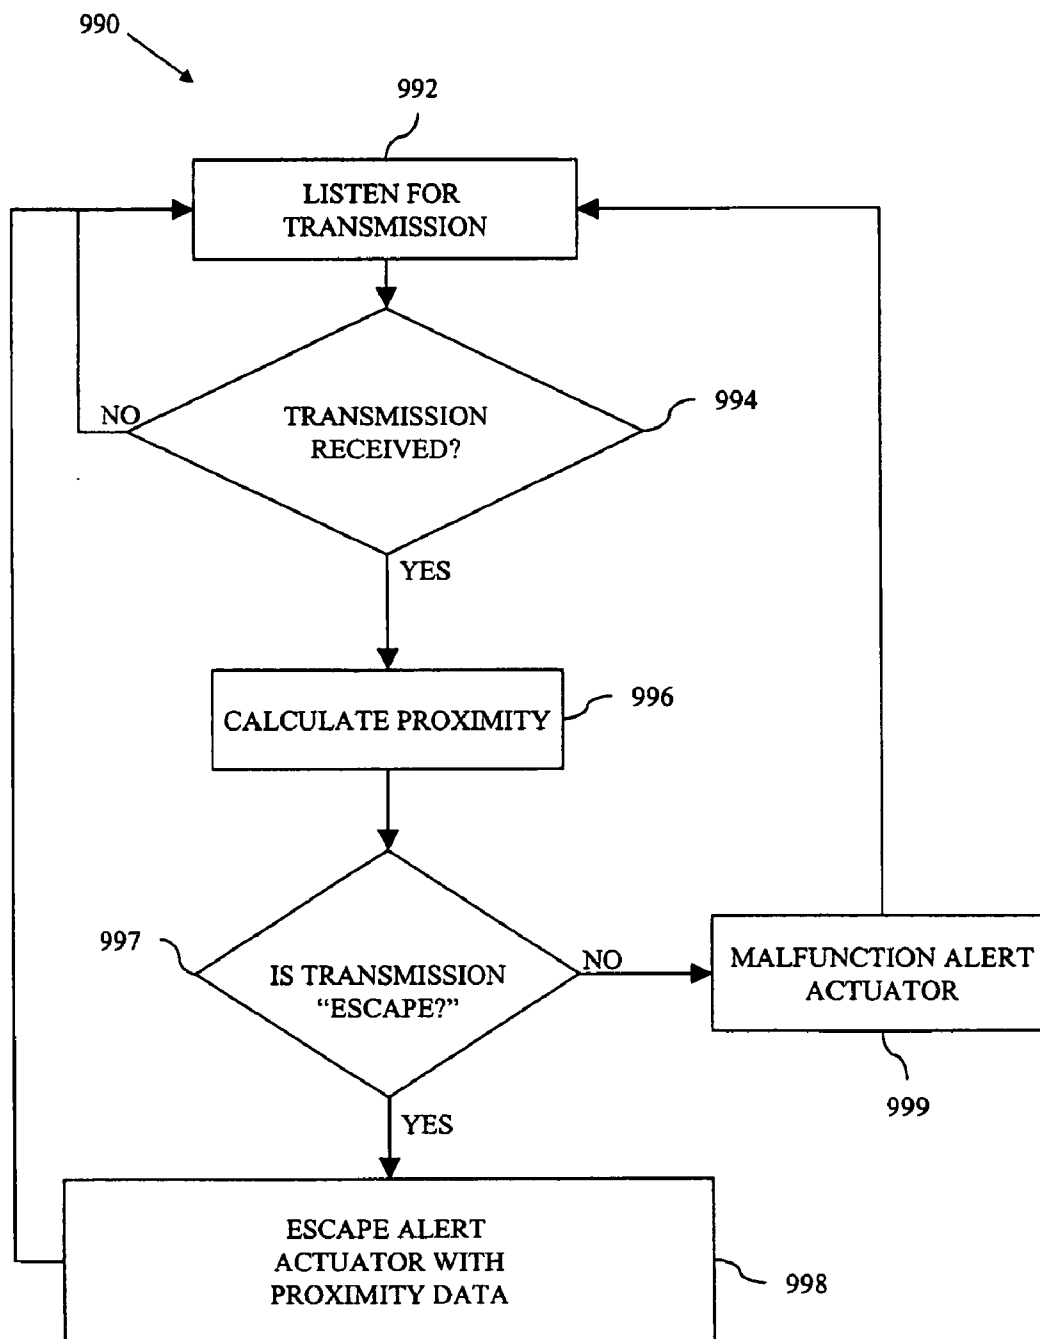 990
992
LISTEN FOR
TRANSMISSION
994
NO
TRANSMISSION
RECEIVED?
YES
996
CALCULATE PROXIMITY
997
IS TRANSMISSION
“ESCAPE?”
NO
MALFUNCTION ALERT
ACTUATOR
999
YES
ESCAPE ALERT
ACTUATOR WITH
PROXIMITY DATA
998